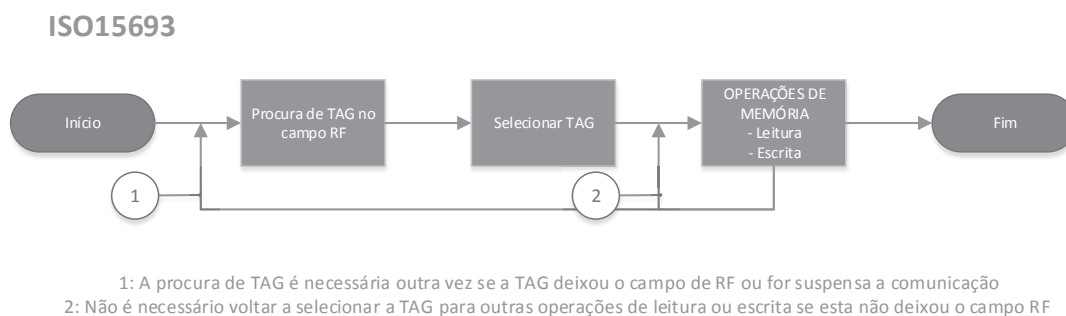 ISO15693
Início
Procura de TAG no
campo RF
Selecionar TAG
OPERAÇÕES DE
MEMÓRIA
- Leitura
- Escrita
Fim
1
2
1: A procura de TAG é necessária outra vez se a TAG deixou o campo de RF ou for suspensa a comunicação
2: Não é necessário voltar a selecionar a TAG para outras operações de leitura ou escrita se esta não deixou o campo RF